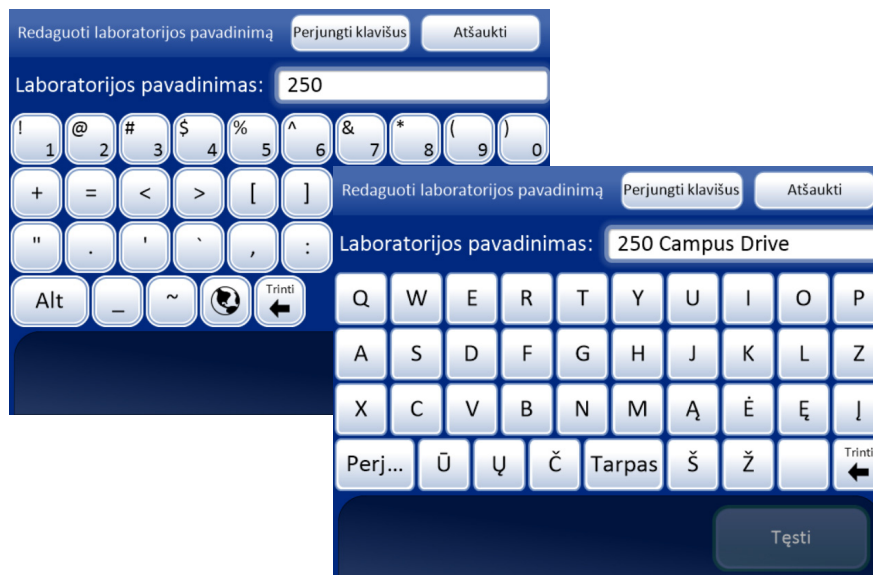 Redaguoti laboratorijos pavadinimą Perjungti klavišus Atšaukti
Laboratorijos pavadinimas: 250
! 1 @ 2 # 3 $ 4 % 5 ^ 6 & 7 * 8 ( 9 ) 0
+ = < > [ ]
" . ' ` , :
Alt _ ~ Trinti
Redaguoti laboratorijos pavadinimą Perjungti klavišus Atšaukti
Laboratorijos pavadinimas: 250 Campus Drive
Q W E R T Y U I O P
A S D F G H J K L Z
X C V B N M Ą Ė Ę Į
Perj... Ū Ų Č Tarpas Š Ž Trinti
Tęsti